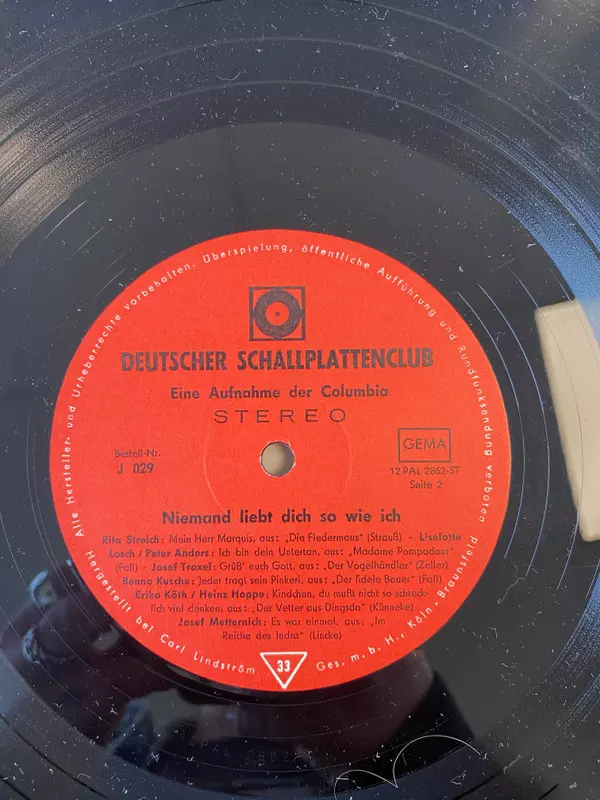 Alle Hersteller- und Urheberrechte vorbehalten. Überspielung, öffentliche Aufführung und Rundfunksendung verboten
DEUTSCHER SCHALLPLATTENCLUB
Eine Aufnahme der Columbia
STEREO
Bestell-Nr.
J 029
GEMA
12 PAL 2862-ST
Seite 2
Niemand liebt dich so wie ich
Rita Streich: Mein Herr Marquis, aus: „Die Fledermaus" (Strauß) - Liselotte
Losch / Peter Anders: Ich bin dein Untertan, aus: „Madame Pompadour"
(Fall) - Josef Traxel: Grüß' euch Gott, aus: „Der Vogelhändler" (Zeller)
Benno Kusche: Jeder tragt sein Pinkerl, aus: „Der fidele Bauer" (Fall)
Erika Köth / Heinz Hoppe: Kindchen, du mußt nicht so schreck-
lich viel denken, aus: „Der Vetter aus Dingsda" (Künneke)
Josef Metternich: Es war einmal, aus: „Im
Reiche des Indra" (Lincke)
33
Hergestellt bei Carl Lindström Ges. m. b. H., Köln-Braunsfeld